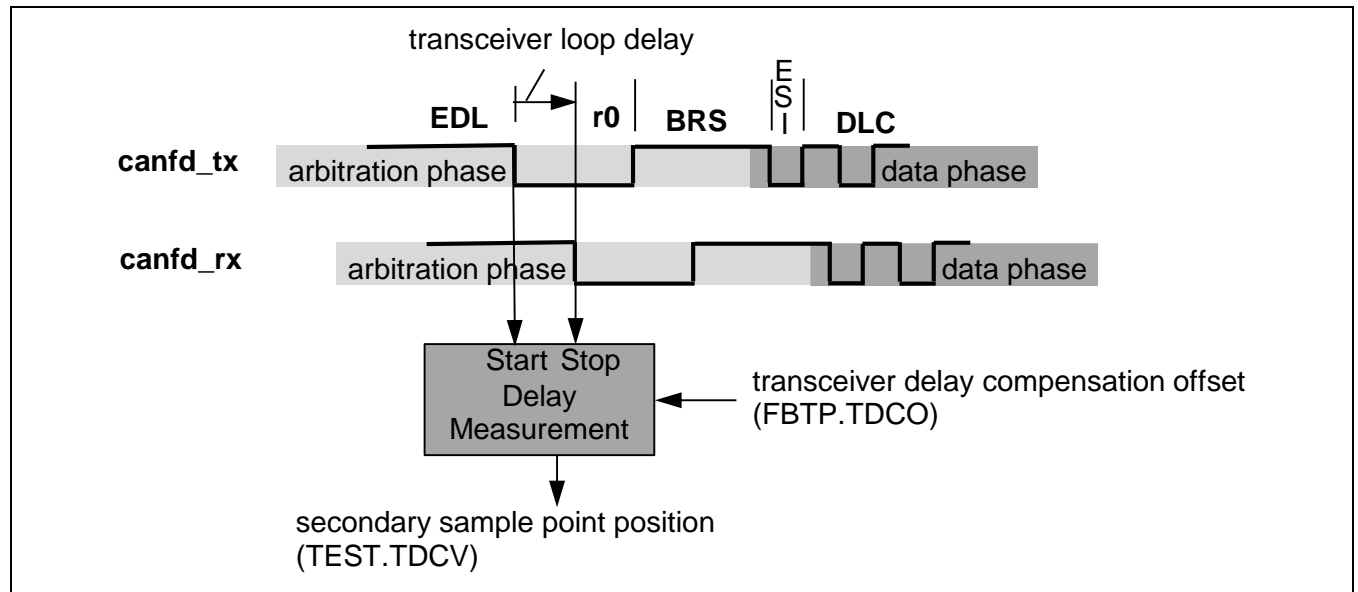 transceiver loop delay
E
S
I
EDL
r0
BRS
DLC
canfd_tx
arbitration phase
data phase
canfd_rx
arbitration phase
data phase
Start Stop
Delay
Measurement
transceiver delay compensation offset
(FBTP.TDCO)
secondary sample point position
(TEST.TDCV)